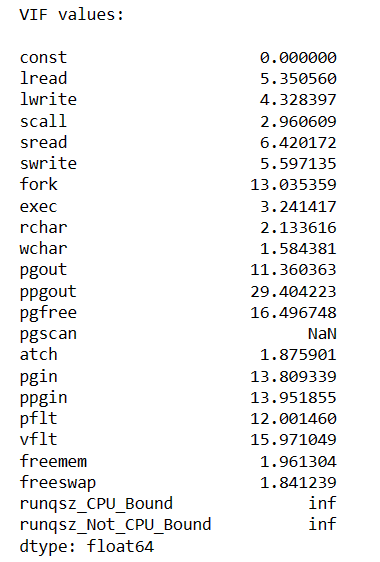 VIF values:
const 0.000000
lread 5.350560
lwrite 4.328397
scall 2.960609
sread 6.420172
swrite 5.597135
fork 13.035359
exec 3.241417
rchar 2.133616
wchar 1.584381
pgout 11.360363
ppgout 29.404223
pgfree 16.496748
pgscan NaN
atch 1.875901
pgin 13.809339
ppgin 13.951855
pflt 12.001460
vflt 15.971049
freemem 1.961304
freeswap 1.841239
runqsz_CPU_Bound inf
runqsz_Not_CPU_Bound inf
dtype: float64